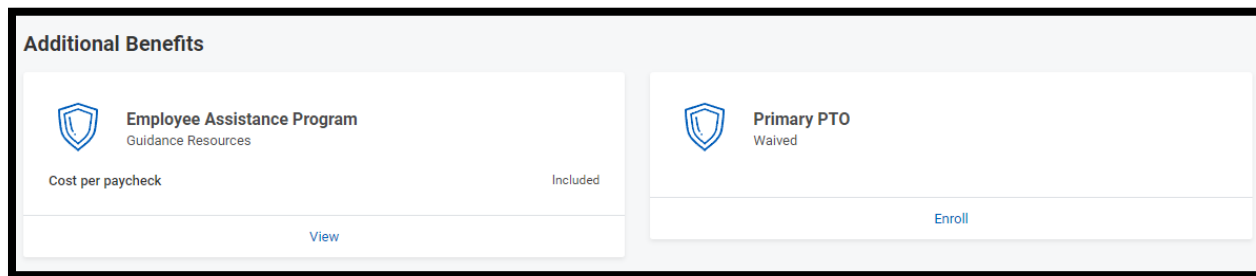 Additional Benefits
Employee Assistance Program
Guidance Resources
Cost per paycheck Included
View
Primary PTO
Waived
Enroll